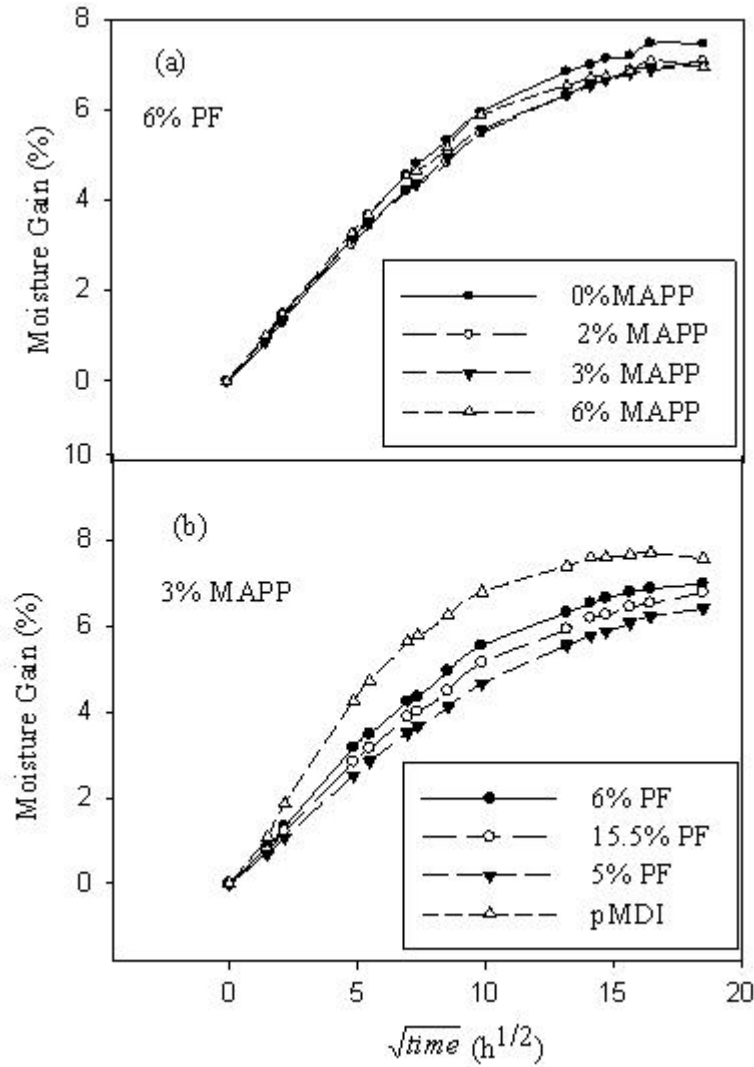 8
(a)
6% PF
6
4
2
0
Moisture Gain (%)
0%MAPP
2% MAPP
3% MAPP
6% MAPP
10
(b)
3% MAPP
8
6
4
2
0
Moisture Gain (%)
6% PF
15.5% PF
5% PF
pMDI
0 5 10 15 20
√time (h1/2)